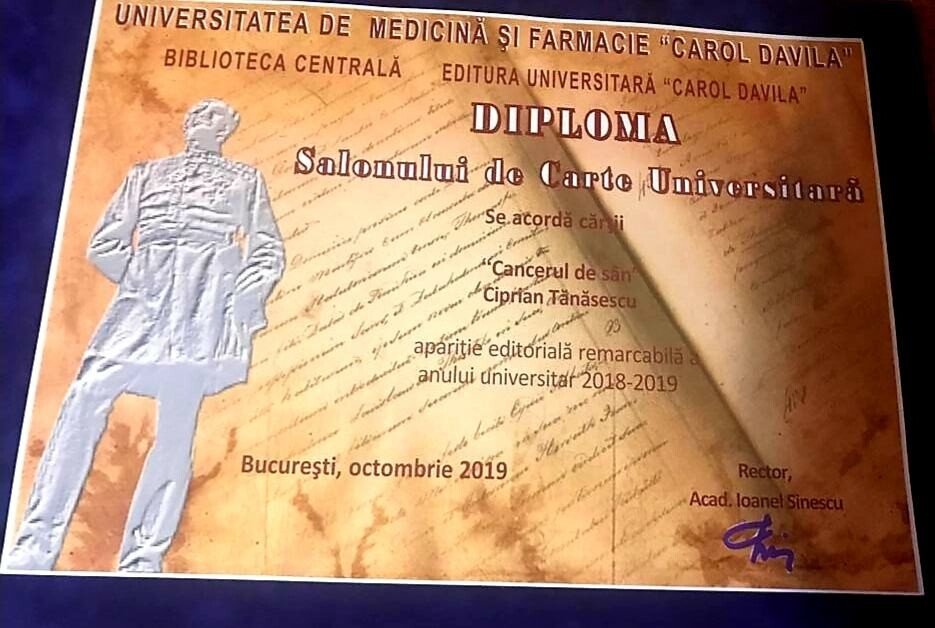 UNIVERSITATEA DE MEDICINĂ ŞI FARMACIE “CAROL DAVILA”
BIBLIOTECA CENTRALĂ EDITURA UNIVERSITARĂ “CAROL DAVILA”
DIPLOMA
Salonului de Carte Universitară
Se acordă cărţii
“Cancerul de sân”
Ciprian Tănăsescu
apariţie editorială remarcabilă a
anului universitar 2018-2019
Bucureşti, octombrie 2019
Rector,
Acad. Ioanel Sinescu